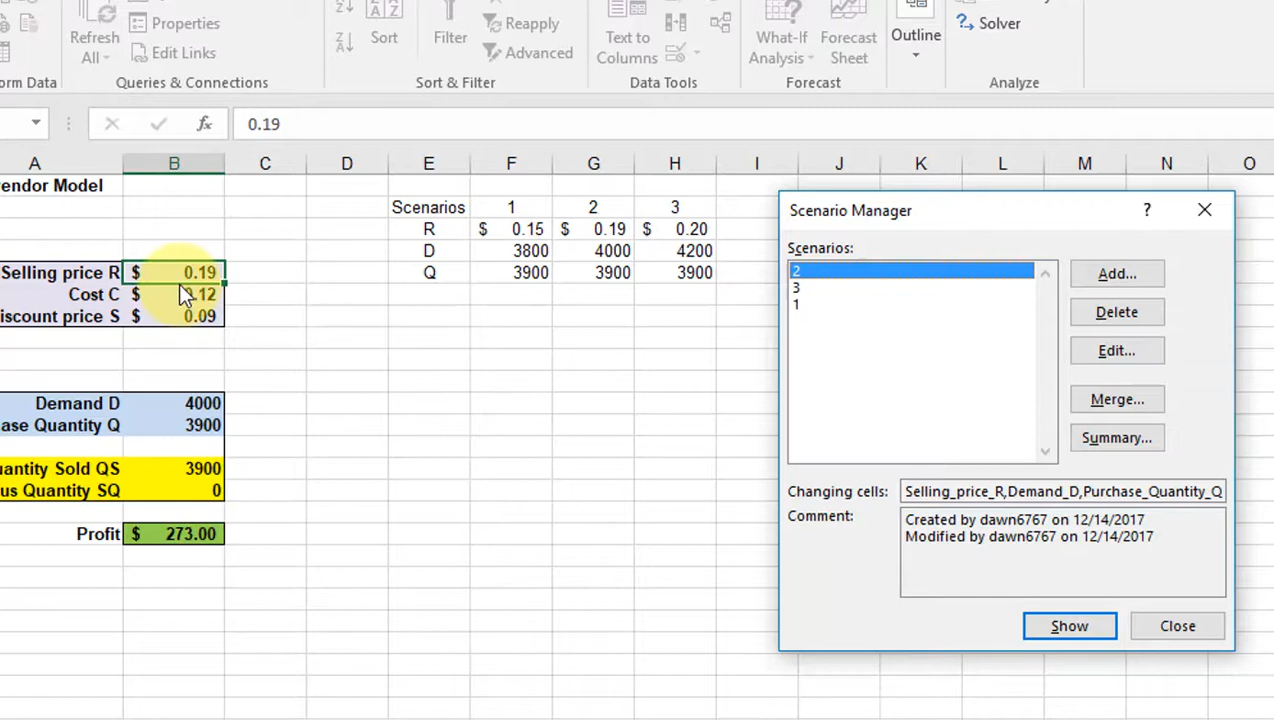 Refresh
All
Properties
Edit Links
Sort
Filter
Reapply
Advanced
Text to
Columns
What-If
Analysis
Forecast
Sheet
Outline
Solver
orm Data
Queries & Connections
Sort & Filter
Data Tools
Forecast
Analyze
fx
0.19
A B C D E F G H I J K L M N O
endor Model
Scenarios 1 2 3
R $ 0.15 $ 0.19 $ 0.20
D 3800 4000 4200
Q 3900 3900 3900
Selling price R $ 0.19
Cost C $ 0.12
iscount price S $ 0.09
Demand D 4000
ase Quantity Q 3900
uantity Sold QS 3900
us Quantity SQ 0
Profit $ 273.00
Scenario Manager ?
Scenarios:
2
3
1
Add...
Delete
Edit...
Merge...
Summary...
Changing cells: Selling_price_R,Demand_D,Purchase_Quantity_Q
Comment: Created by dawn6767 on 12/14/2017
Modified by dawn6767 on 12/14/2017
Show Close